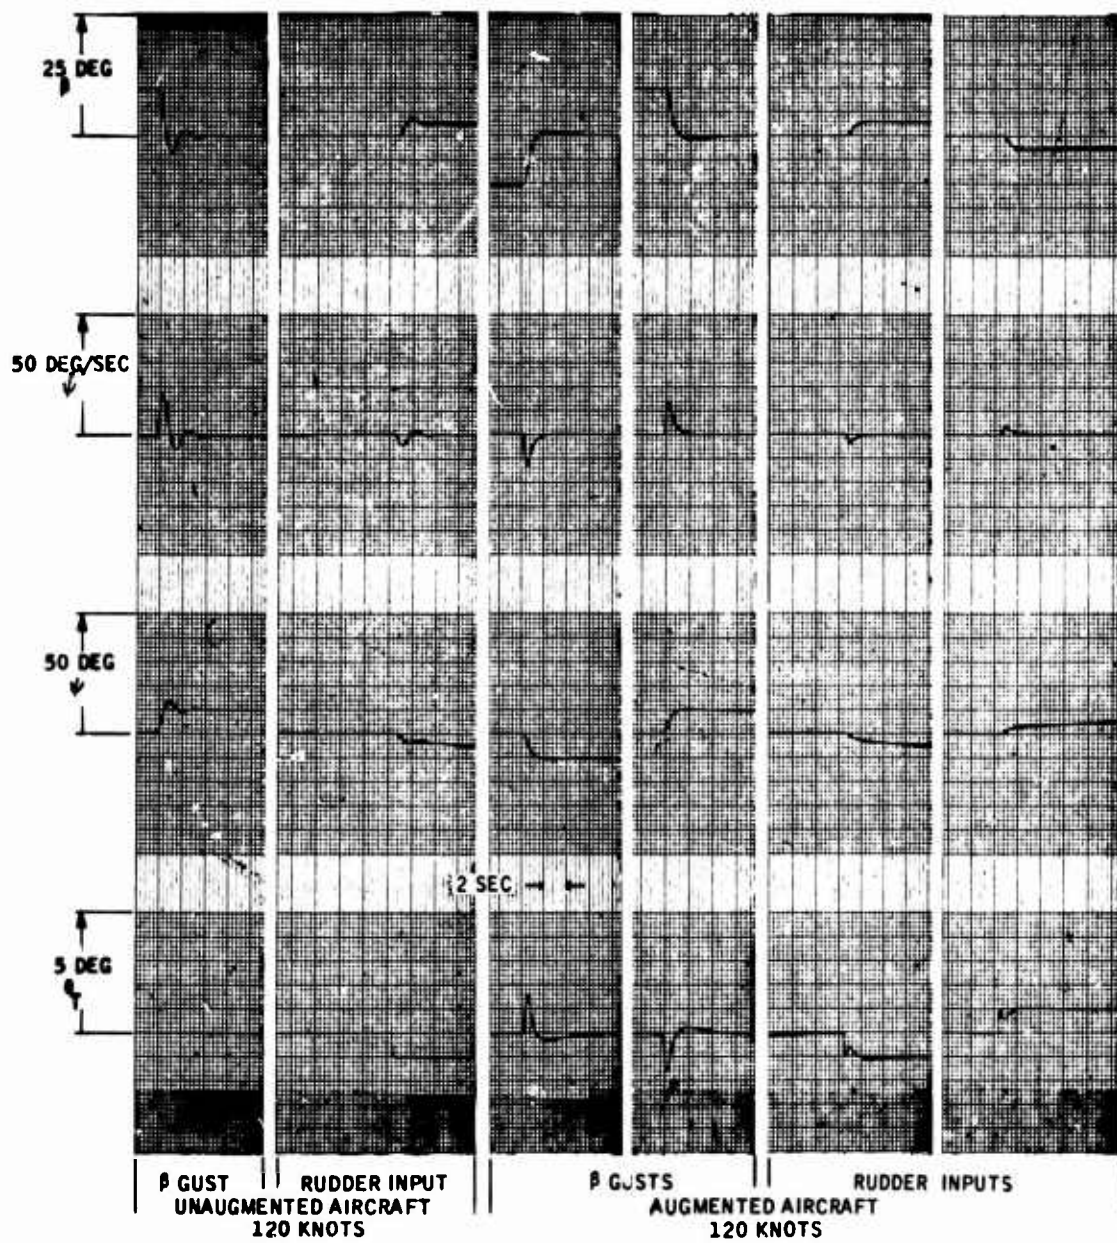 25 DEG
β
50 DEG/SEC
50 DEG
2 SEC
5 DEG
β GUST
RUDDER INPUT
UNAUGMENTED AIRCRAFT
120 KNOTS
β GUSTS
RUDDER INPUTS
AUGMENTED AIRCRAFT
120 KNOTS